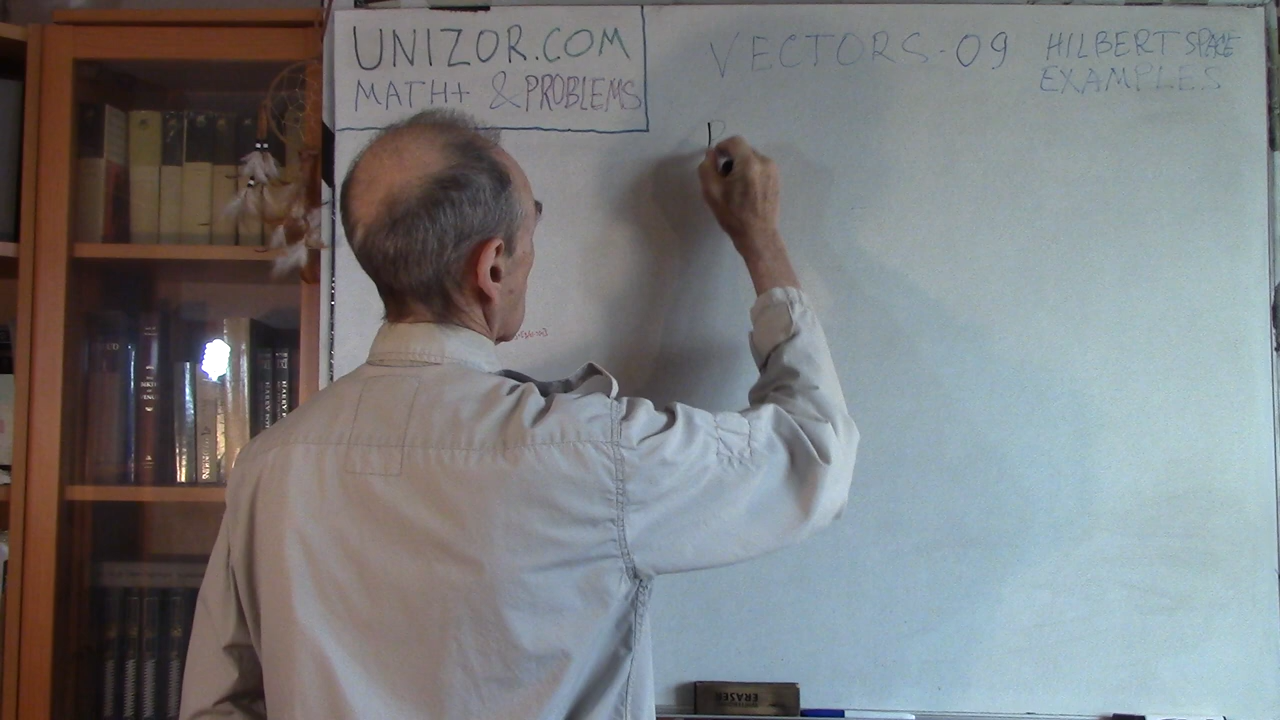 UNIZOR.COM
MATH+ & PROBLEMS
VECTORS-09
HILBERT SPACE
EXAMPLES
ERASER